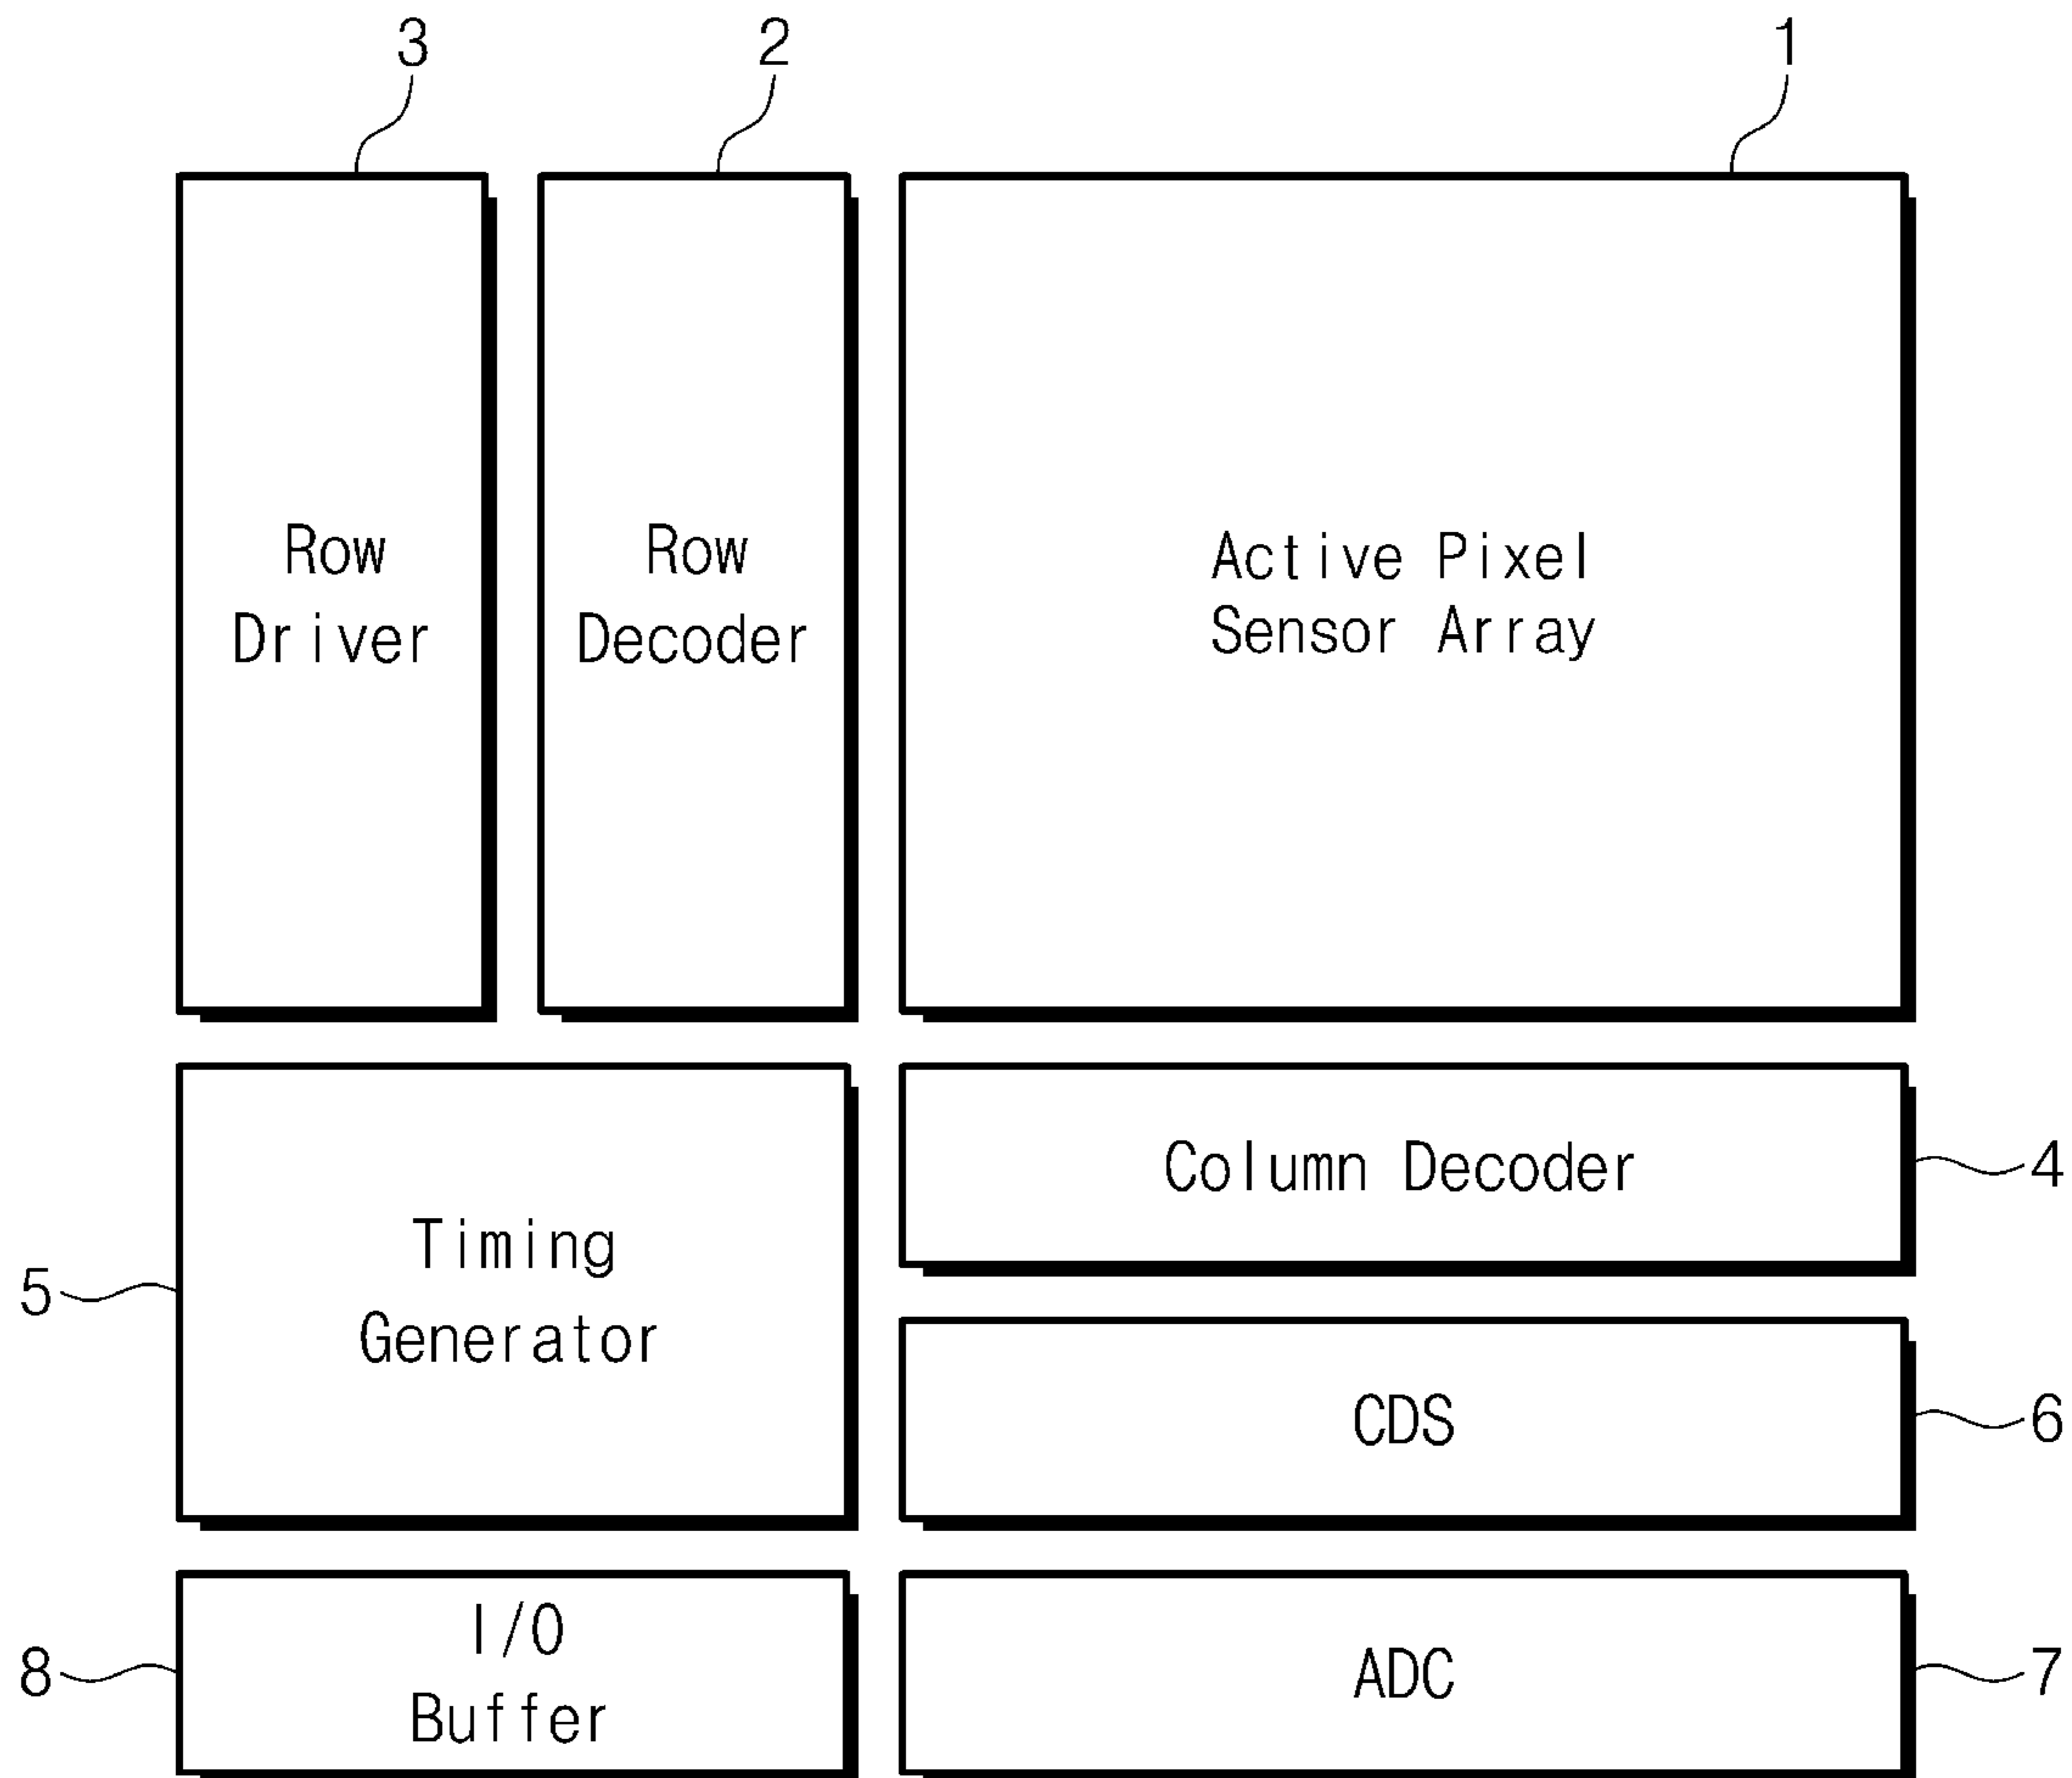 3
2
1
Row
Driver
Row
Decoder
Active Pixel
Sensor Array
Column Decoder
4
Timing
Generator
5
CDS
6
I/O
Buffer
8
ADC
7